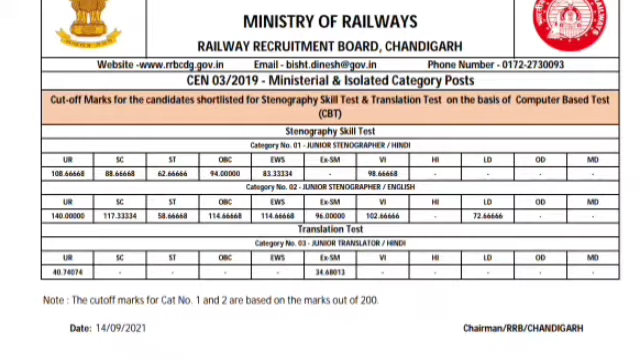 MINISTRY OF RAILWAYS
RAILWAY RECRUITMENT BOARD, CHANDIGARH
Website -www.rrbcdg.gov.in Email - bisht.dinesh@gov.in Phone Number - 0172-2730093
CEN 03/2019 - Ministerial & Isolated Category Posts
Cut-off Marks for the candidates shortlisted for Stenography Skill Test & Translation Test on the basis of Computer Based Test
(CBT)
Stenography Skill Test
Category No. 01 - JUNIOR STENOGRAPHER / HINDI
UR SC ST OBC EWS Ex-SM VI HI LD OD MD
108.66668 88.66668 62.66666 94.00000 83.33334 - 98.66668 - - - -
Category No. 02 - JUNIOR STENOGRAPHER / ENGLISH
UR SC ST OBC EWS Ex-SM VI HI LD OD MD
140.00000 117.33334 58.66668 114.66668 114.66668 96.00000 102.66666 - 72.66666 - -
Translation Test
Category No. 03 - JUNIOR TRANSLATOR / HINDI
UR SC ST OBC EWS Ex-SM VI HI LD OD MD
40.74074 - - - - 34.68013 - - - - -
Note : The cutoff marks for Cat No. 1 and 2 are based on the marks out of 200.
Date: 14/09/2021 Chairman/RRB/CHANDIGARH